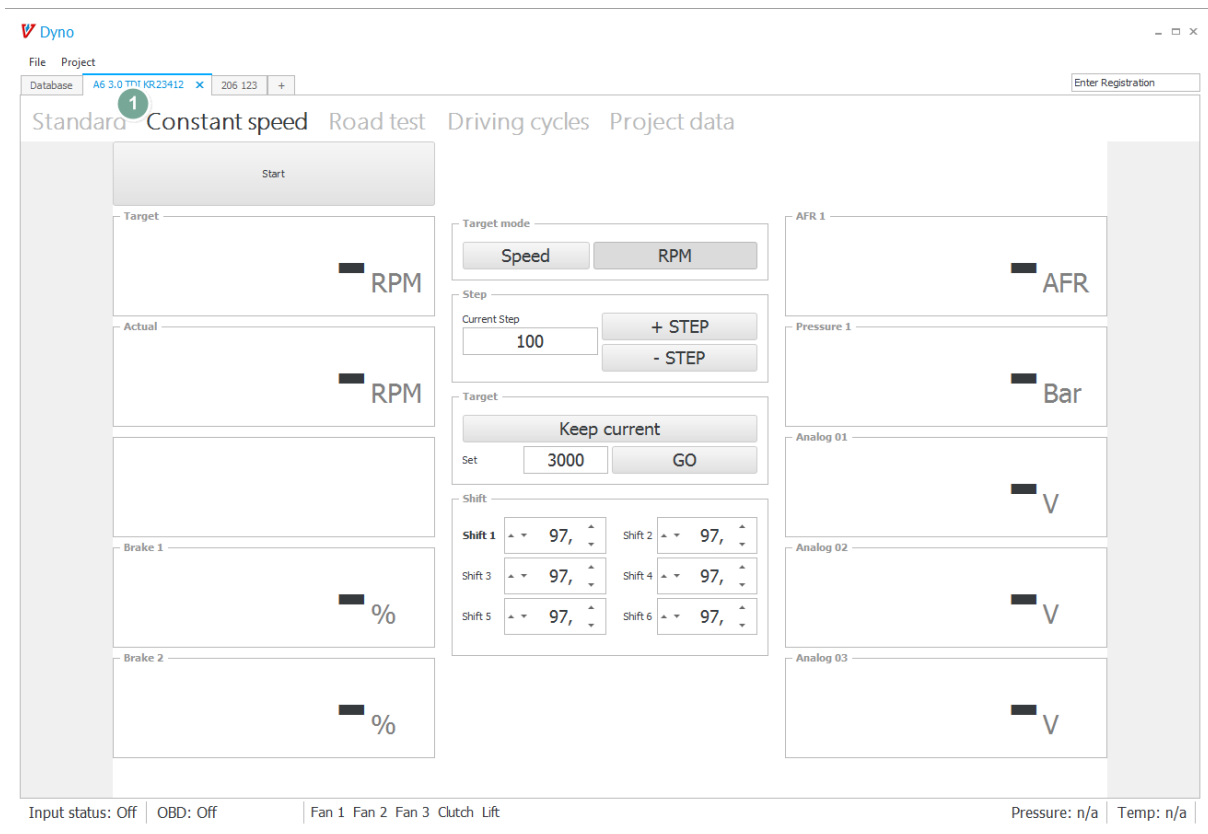 Dyno
File Project
Database A6 3.0 TDI KR23412 206 123 + Enter Registration
1
Standard Constant speed Road test Driving cycles Project data
Start
Target
- RPM
Actual
- RPM
Brake 1
- %
Brake 2
- %
Target mode
Speed RPM
Step
Current Step
100
+ STEP
- STEP
Target
Keep current
Set 3000 GO
Shift
Shift 1 97, Shift 2 97,
Shift 3 97, Shift 4 97,
Shift 5 97, Shift 6 97,
AFR 1
- AFR
Pressure 1
- Bar
Analog 01
- V
Analog 02
- V
Analog 03
- V
Input status: Off OBD: Off Fan 1 Fan 2 Fan 3 Clutch Lift Pressure: n/a Temp: n/a